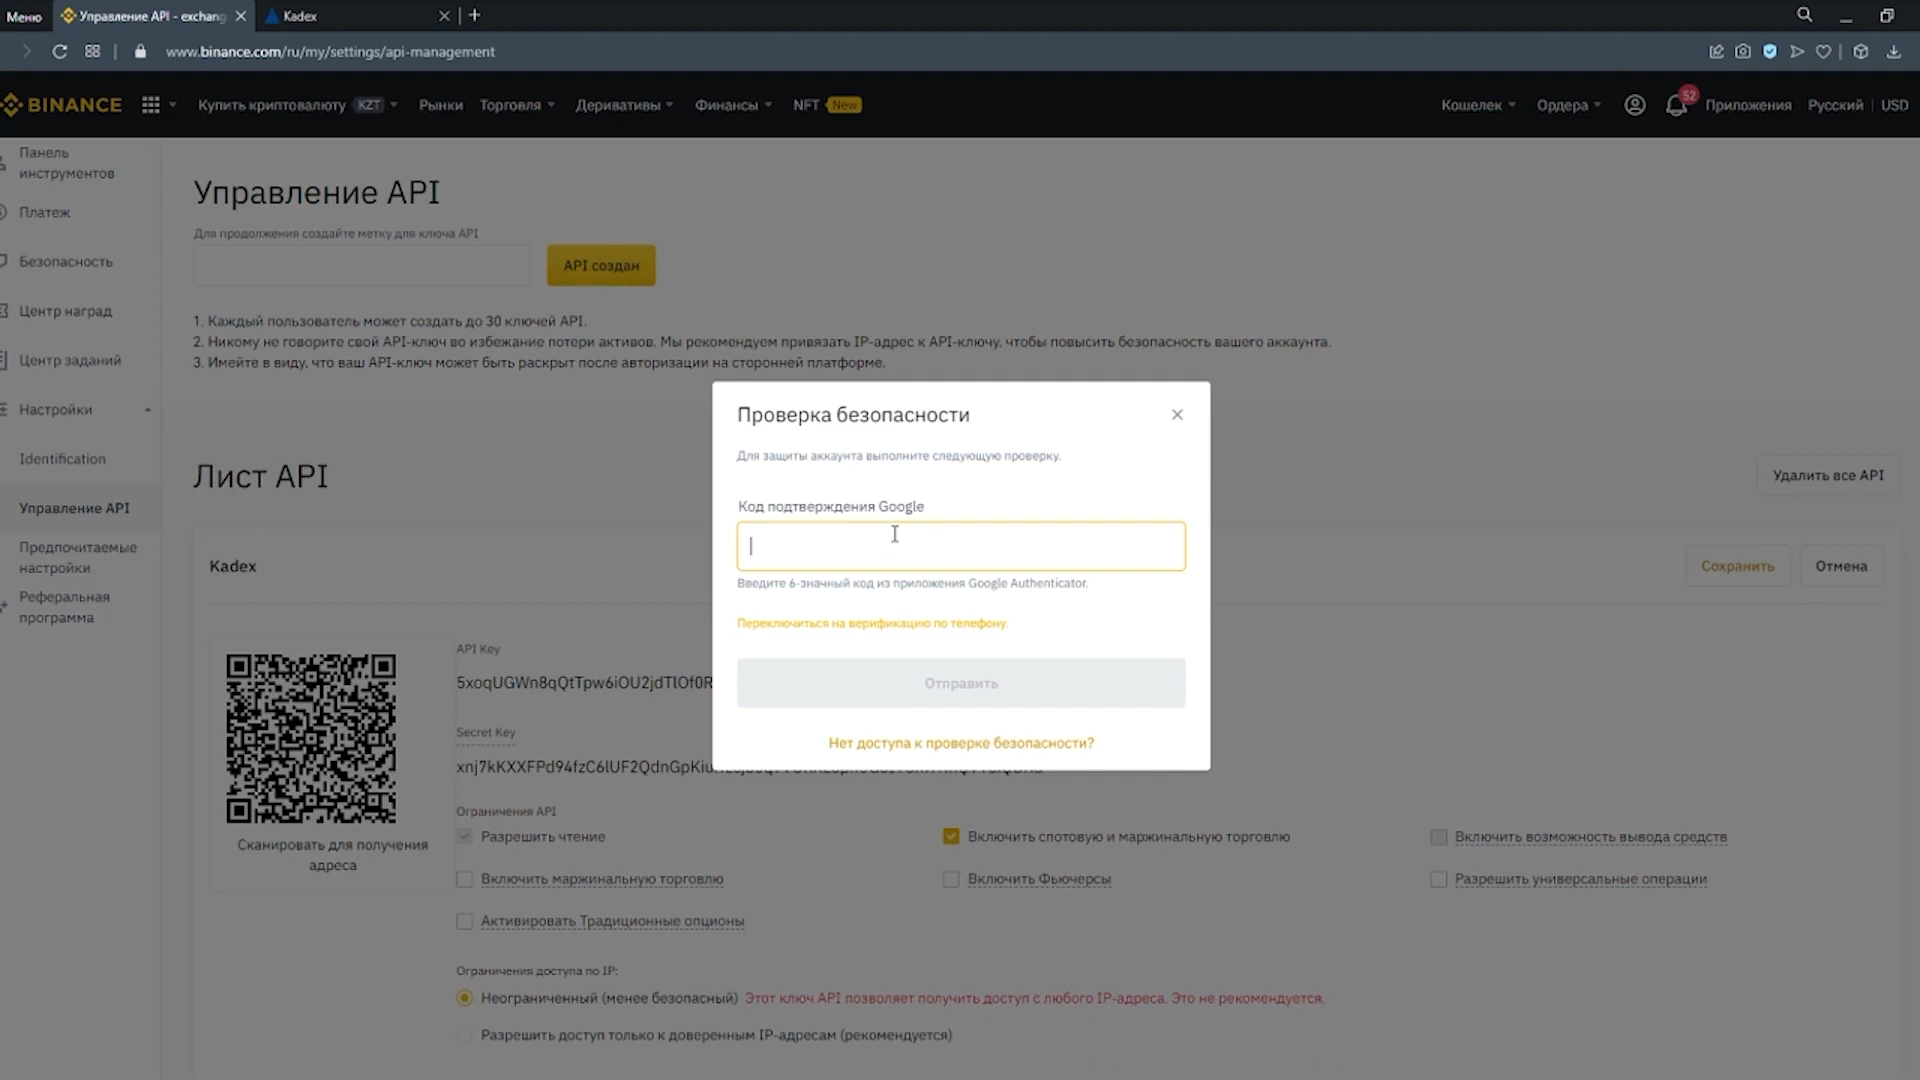 Меню
Управление API - exchang
Kadex
www.binance.com/ru/my/settings/api-management
BINANCE
Купить криптовалюту KZT
Рынки
Торговля
Деривативы
Финансы
NFT New
Кошелек
Ордера
52
Приложения
Русский
USD
Панель
инструментов
Платеж
Безопасность
Центр наград
Центр заданий
Настройки
Identification
Управление API
Предпочитаемые
настройки
Реферальная
программа
Управление API
Для продолжения создайте метку для ключа API
API создан
1. Каждый пользователь может создать до 30 ключей API.
2. Никому не говорите свой API-ключ во избежание потери активов. Мы рекомендуем привязать IP-адрес к API-ключу, чтобы повысить безопасность вашего аккаунта.
3. Имейте в виду, что ваш API-ключ может быть раскрыт после авторизации на сторонней платформе.
Лист API
Удалить все API
Kadex
Сохранить
Отмена
Проверка безопасности
Для защиты аккаунта выполните следующую проверку.
Код подтверждения Google
Введите 6-значный код из приложения Google Authenticator.
Переключиться на верификацию по телефону.
Отправить
Нет доступа к проверке безопасности?
Сканировать для получения
адреса
API Key
Secret Key
Ограничения API
Разрешить чтение
Включить спотовую и маржинальную торговлю
Включить возможность вывода средств
Включить маржинальную торговлю
Включить Фьючерсы
Разрешить универсальные операции
Активировать Традиционные опционы
Ограничения доступа по IP:
Неограниченный (менее безопасный) Этот ключ API позволяет получить доступ с любого IP-адреса. Это не рекомендуется.
Разрешить доступ только к доверенным IP-адресам (рекомендуется)